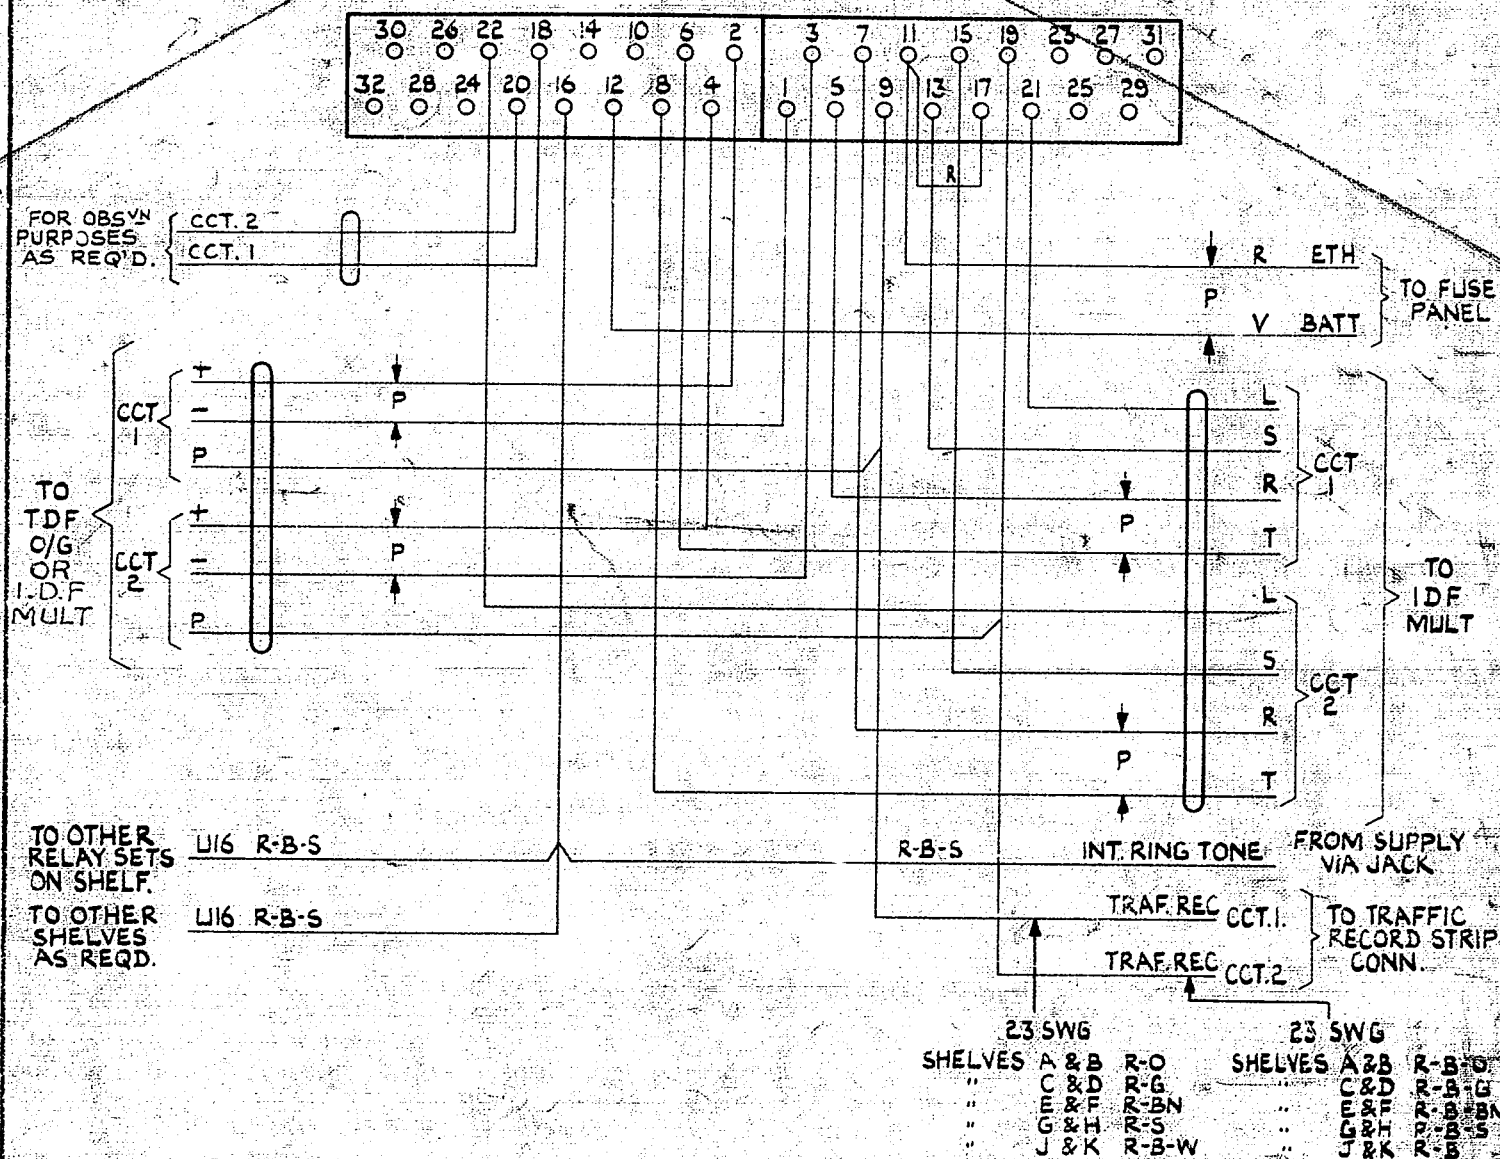 30 26 22 18 14 10 6 2 3 7 11 15 19 23 27 31
32 28 24 20 16 12 8 4 1 5 9 13 17 21 25 29
R
FOR OBSVN
PURPOSES
AS REQ'D.
CCT. 2
CCT. 1
R ETH
P
V BATT
TO FUSE
PANEL
TO
TDF
O/G
OR
I.D.F
MULT
CCT
1
+
-
P
P
CCT
2
+
-
P
P
L
S
R
P
T
CCT
1
L
S
R
P
T
CCT
2
TO
IDF
MULT
TO OTHER
RELAY SETS
ON SHELF.
U16 R-B-S
R-B-S
INT. RING TONE
FROM SUPPLY
VIA JACK
TO OTHER
SHELVES
AS REQD.
U16 R-B-S
TRAF. REC CCT.1.
TRAF. REC CCT.2
TO TRAFFIC
RECORD STRIP
CONN.
23 SWG
SHELVES A & B R-O
" C & D R-G
" E & F R-BN
" G & H R-S
" J & K R-B-W
23 SWG
SHELVES A & B R-B-O
" C & D R-B-G
" E & F R-B-BN
" G & H R-B-S
" J & K R-B